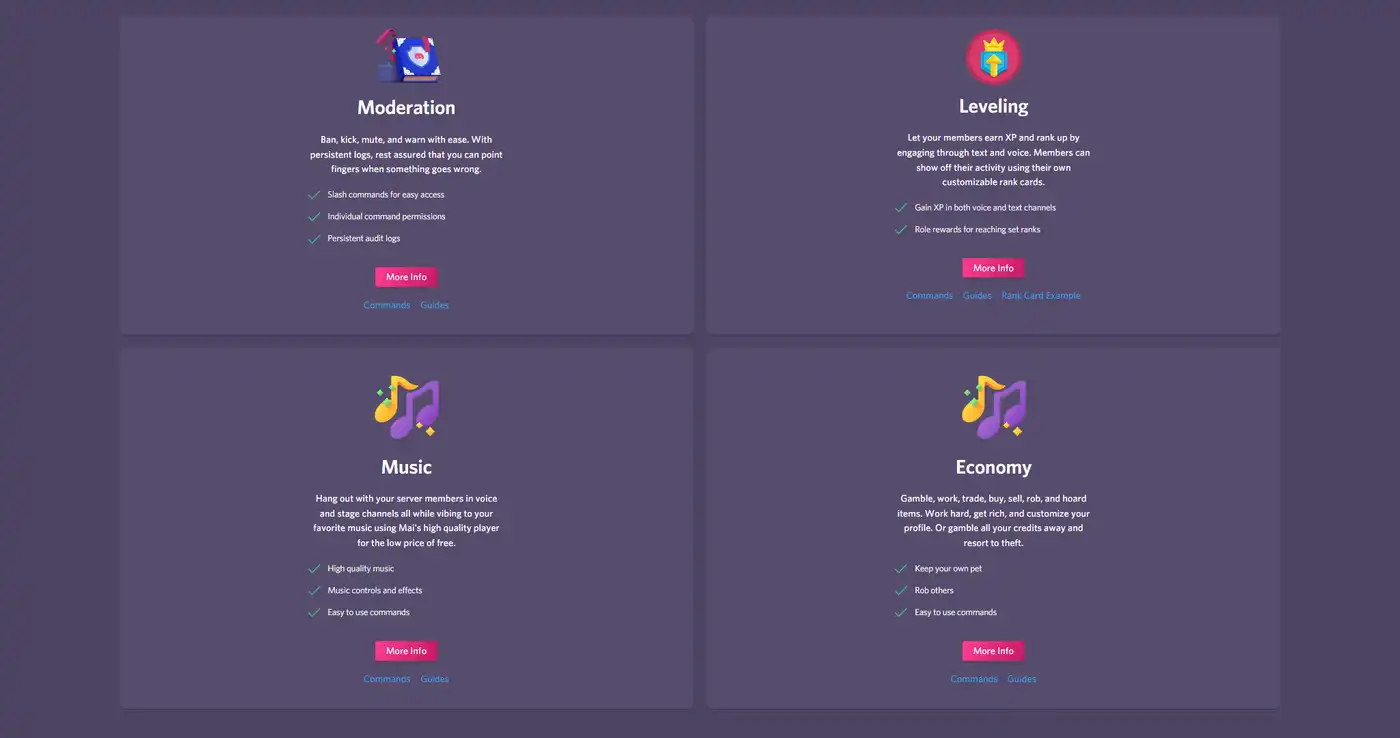 Moderation
Ban, kick, mute, and warn with ease. With
persistent logs, rest assured that you can point
fingers when something goes wrong.
Slash commands for easy access
Individual command permissions
Persistent audit logs
More Info
Commands Guides
Leveling
Let your members earn XP and rank up by
engaging through text and voice. Members can
show off their activity using their own
customizable rank cards.
Gain XP in both voice and text channels
Role rewards for reaching set ranks
More Info
Commands Guides Rank Card Example
Music
Hang out with your server members in voice
and stage channels all while vibing to your
favorite music using Mai's high quality player
for the low price of free.
High quality music
Music controls and effects
Easy to use commands
More Info
Commands Guides
Economy
Gamble, work, trade, buy, sell, rob, and hoard
items. Work hard, get rich, and customize your
profile. Or gamble all your credits away and
resort to theft.
Keep your own pet
Rob others
Easy to use commands
More Info
Commands Guides